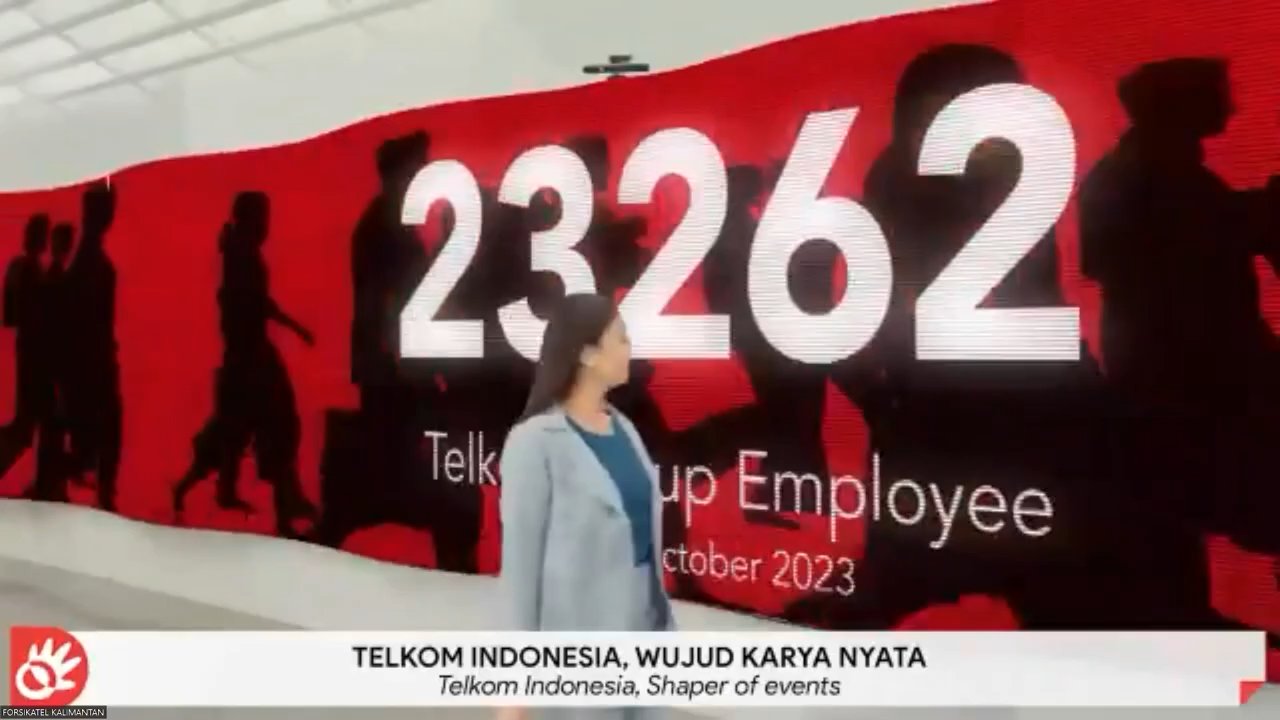 23262
Telk up Employee
ctober 2023
TELKOM INDONESIA, WUJUD KARYA NYATA
Telkom Indonesia, Shaper of events
FORSIKATEL KALIMANTAN